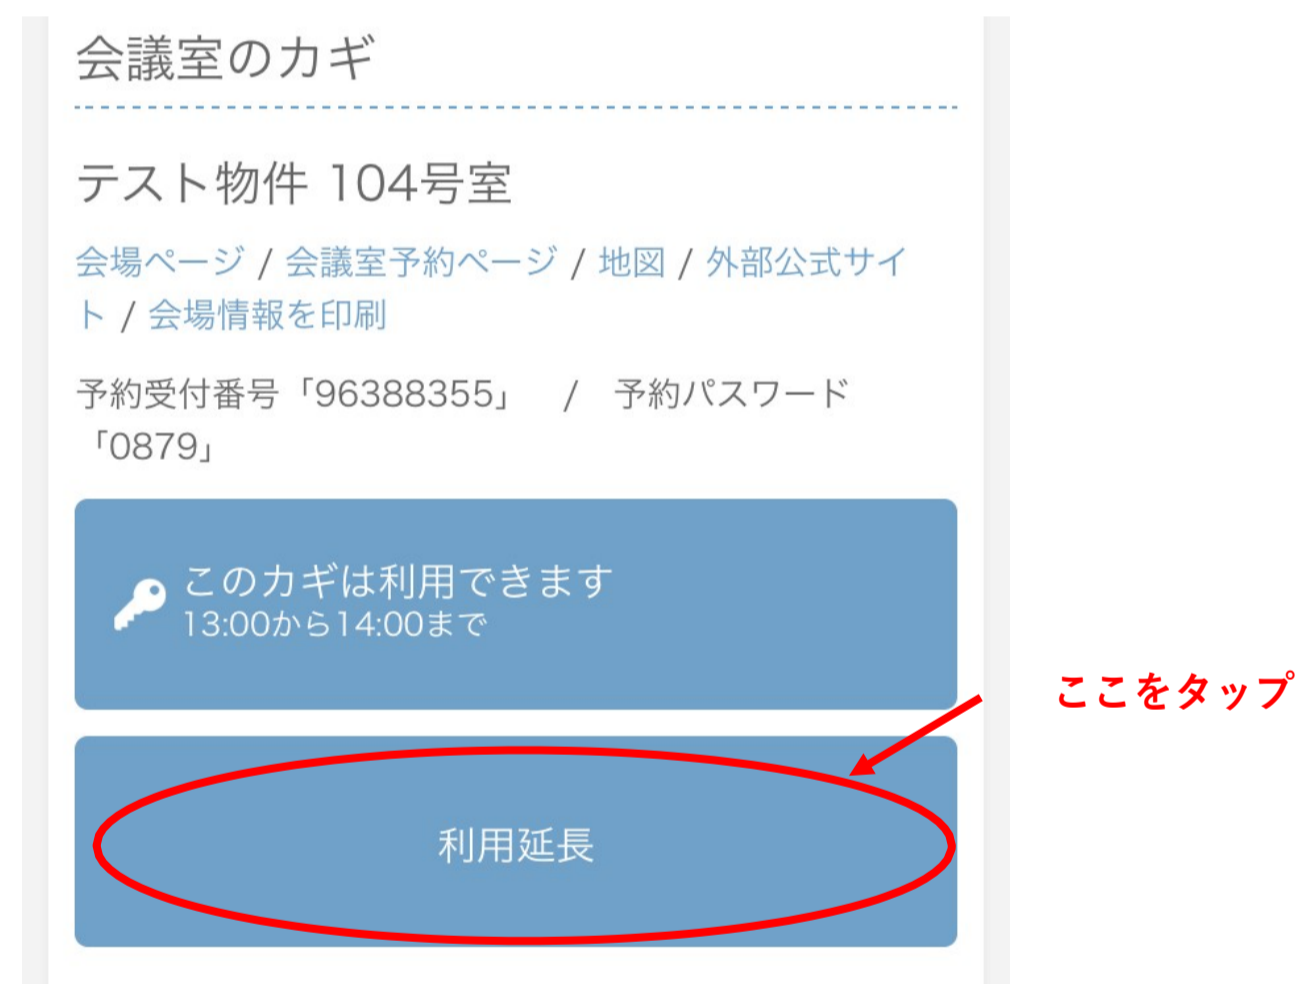 会議室のカギ
テスト物件 104号室
会場ページ / 会議室予約ページ / 地図 / 外部公式サイ
ト / 会場情報を印刷
予約受付番号「96388355」 / 予約パスワード
「0879」
このカギは利用できます
13:00から14:00まで
ここをタップ
利用延長